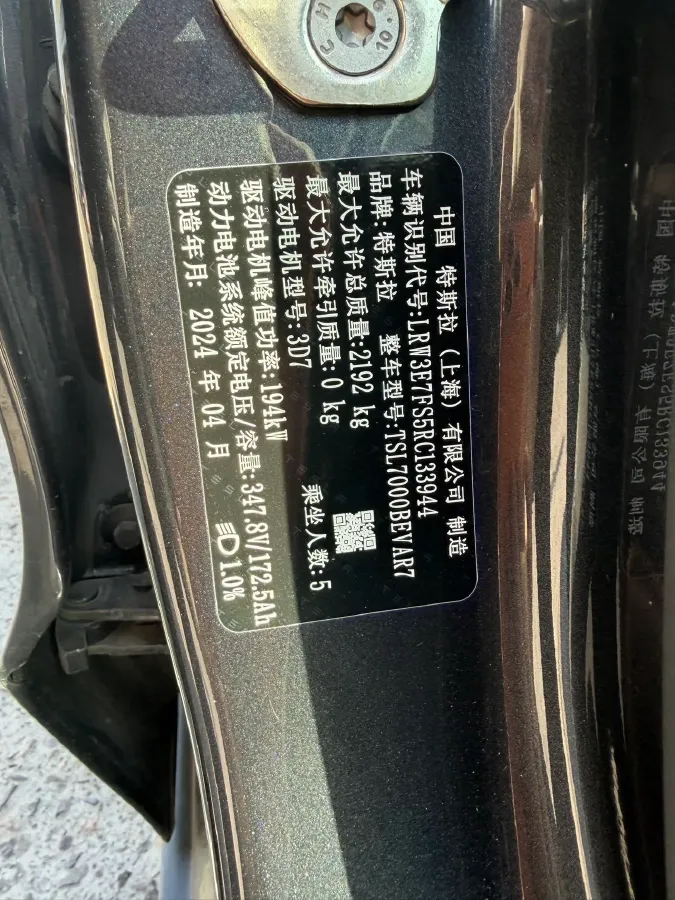 中国 特斯拉(上海)有限公司 制造
车辆识别代号:LRW3E7FS5RC133944
品牌:特斯拉 整车型号:TSL7000BEVAR7
最大允许总质量:2192 kg
最大允许牵引质量:0 kg 乘坐人数:5
驱动电机型号:3D7
驱动电机峰值功率:194kW
动力电池系统额定电压/容量:347.8V/172.5Ah
制造年月: 2024 年 04 月 1.0%